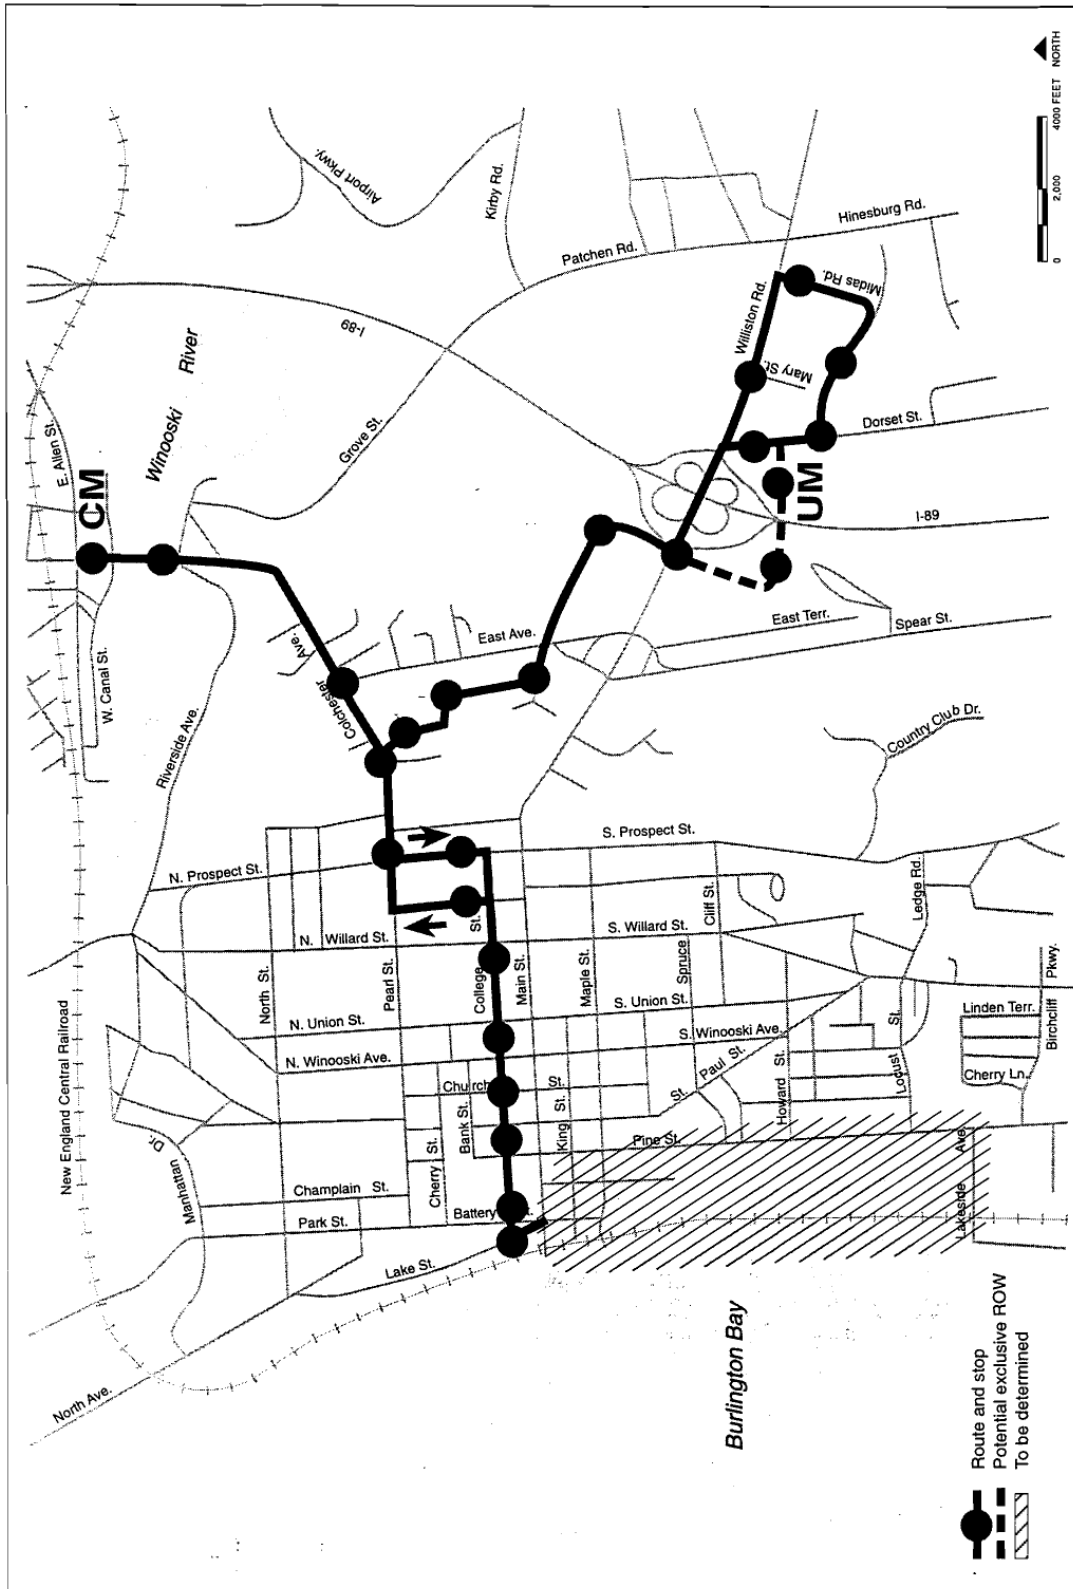 New England Central Railroad
North Ave.
Manhattan
Dr.
Park St.
Champlain St.
Lake St.
Battery
Cherry St.
Bank St.
Church St.
King St.
Pine St.
N. Winooski Ave.
N. Union St.
North St.
N. Willard St.
Pearl St.
College St.
Main St.
Maple St.
S. Winooski Ave.
S. Union St.
S. Willard St.
Spruce
Cliff St.
St. Paul St.
Howard St.
Locust St.
Lakeside Ave.
Cherry Ln.
Linden Terr.
Birchcliff Pkwy.
Ledge Rd.
N. Prospect St.
S. Prospect St.
Country Club Dr.
Riverside Ave.
W. Canal St.
E. Allen St.
CM
Winooski River
Colchester Ave.
East Ave.
East Terr.
Spear St.
Grove St.
I-89
I-89
UM
Dorset St.
Mary St.
Williston Rd.
Midas Rd.
Hinesburg Rd.
Patchen Rd.
Kirby Rd.
Airport Pkwy.
Burlington Bay
Route and stop
Potential exclusive ROW
To be determined
0 2,000 4000 FEET NORTH